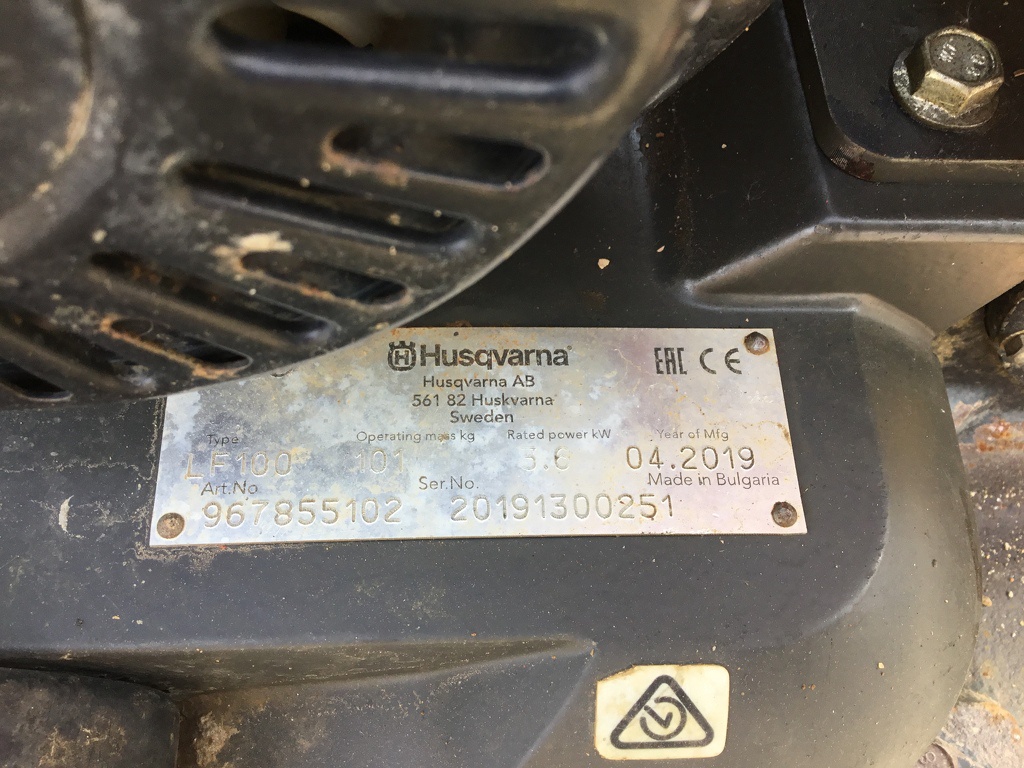 Husqvarna
EAC CE
Husqvarna AB
561 82 Huskvarna
Sweden
Type Operating mass kg Rated power kW Year of Mfg
LF100 101 04.2019
Art.No Ser.No. Made in Bulgaria
967855102 20191300251